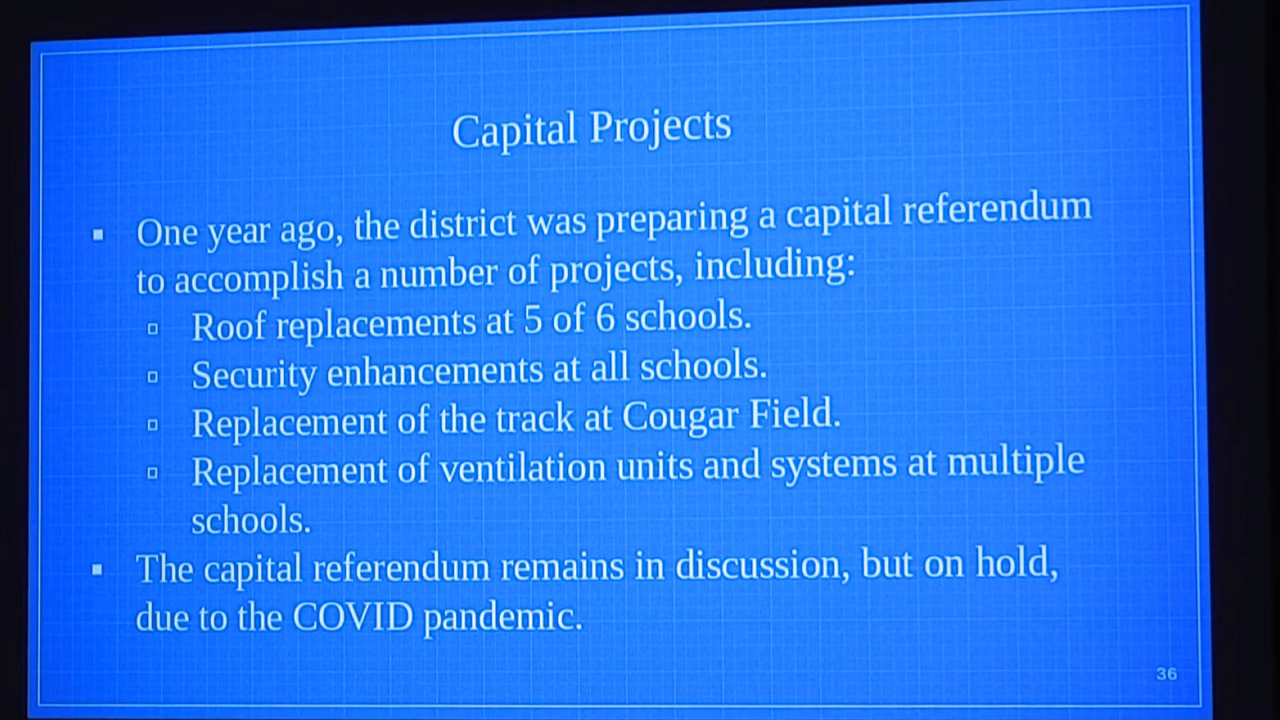 Capital Projects
▪ One year ago, the district was preparing a capital referendum
to accomplish a number of projects, including:
▫ Roof replacements at 5 of 6 schools.
▫ Security enhancements at all schools.
▫ Replacement of the track at Cougar Field.
▫ Replacement of ventilation units and systems at multiple
schools.
▪ The capital referendum remains in discussion, but on hold,
due to the COVID pandemic.
36